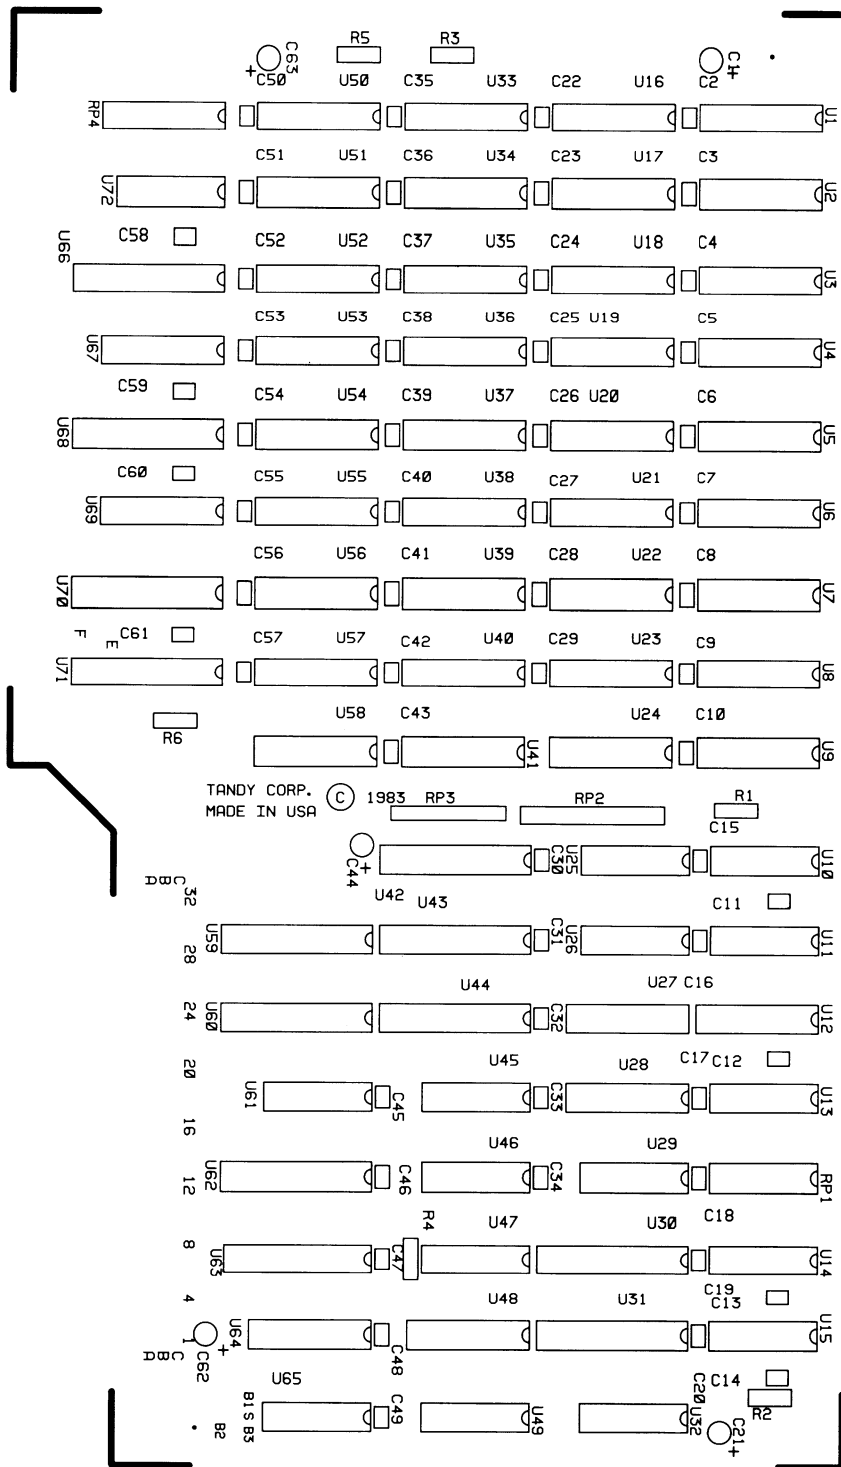 R5 R3
C63 C1
+ +
C50 U50 C35 U33 C22 U16 C2
RP4 U1
C51 U51 C36 U34 C23 U17 C3
U72 U2
C58 C52 U52 C37 U35 C24 U18 C4
U66 U3
C53 U53 C38 U36 C25 U19 C5
U67 U4
C59 C54 U54 C39 U37 C26 U20 C6
U68 U5
C60 C55 U55 C40 U38 C27 U21 C7
U69 U6
C56 U56 C41 U39 C28 U22 C8
U70 U7
F E C61 C57 U57 C42 U40 C29 U23 C9
U71 U8
R6 U58 C43 U24 C10
U41 U9
TANDY CORP. C 1983 RP3 RP2 R1
MADE IN USA
C15
C44 + C30 U25 U10
A B C 32 U42 U43 C11
28 U59 C31 U26 U11
U44 U27 C16
24 U60 C32 U12
20 U45 U28 C17 C12
U61 C45 C33 U13
16 U46 U29
12 U62 C46 C34 RP1
R4 U47 U30 C18
8 U63 C47 U14
4 U48 U31 C19
C13
1 C62 + U64 C48 U15
A B C
U65 C20 C14
B1 S B3 C49 U49 U32 R2
B2 C21 +